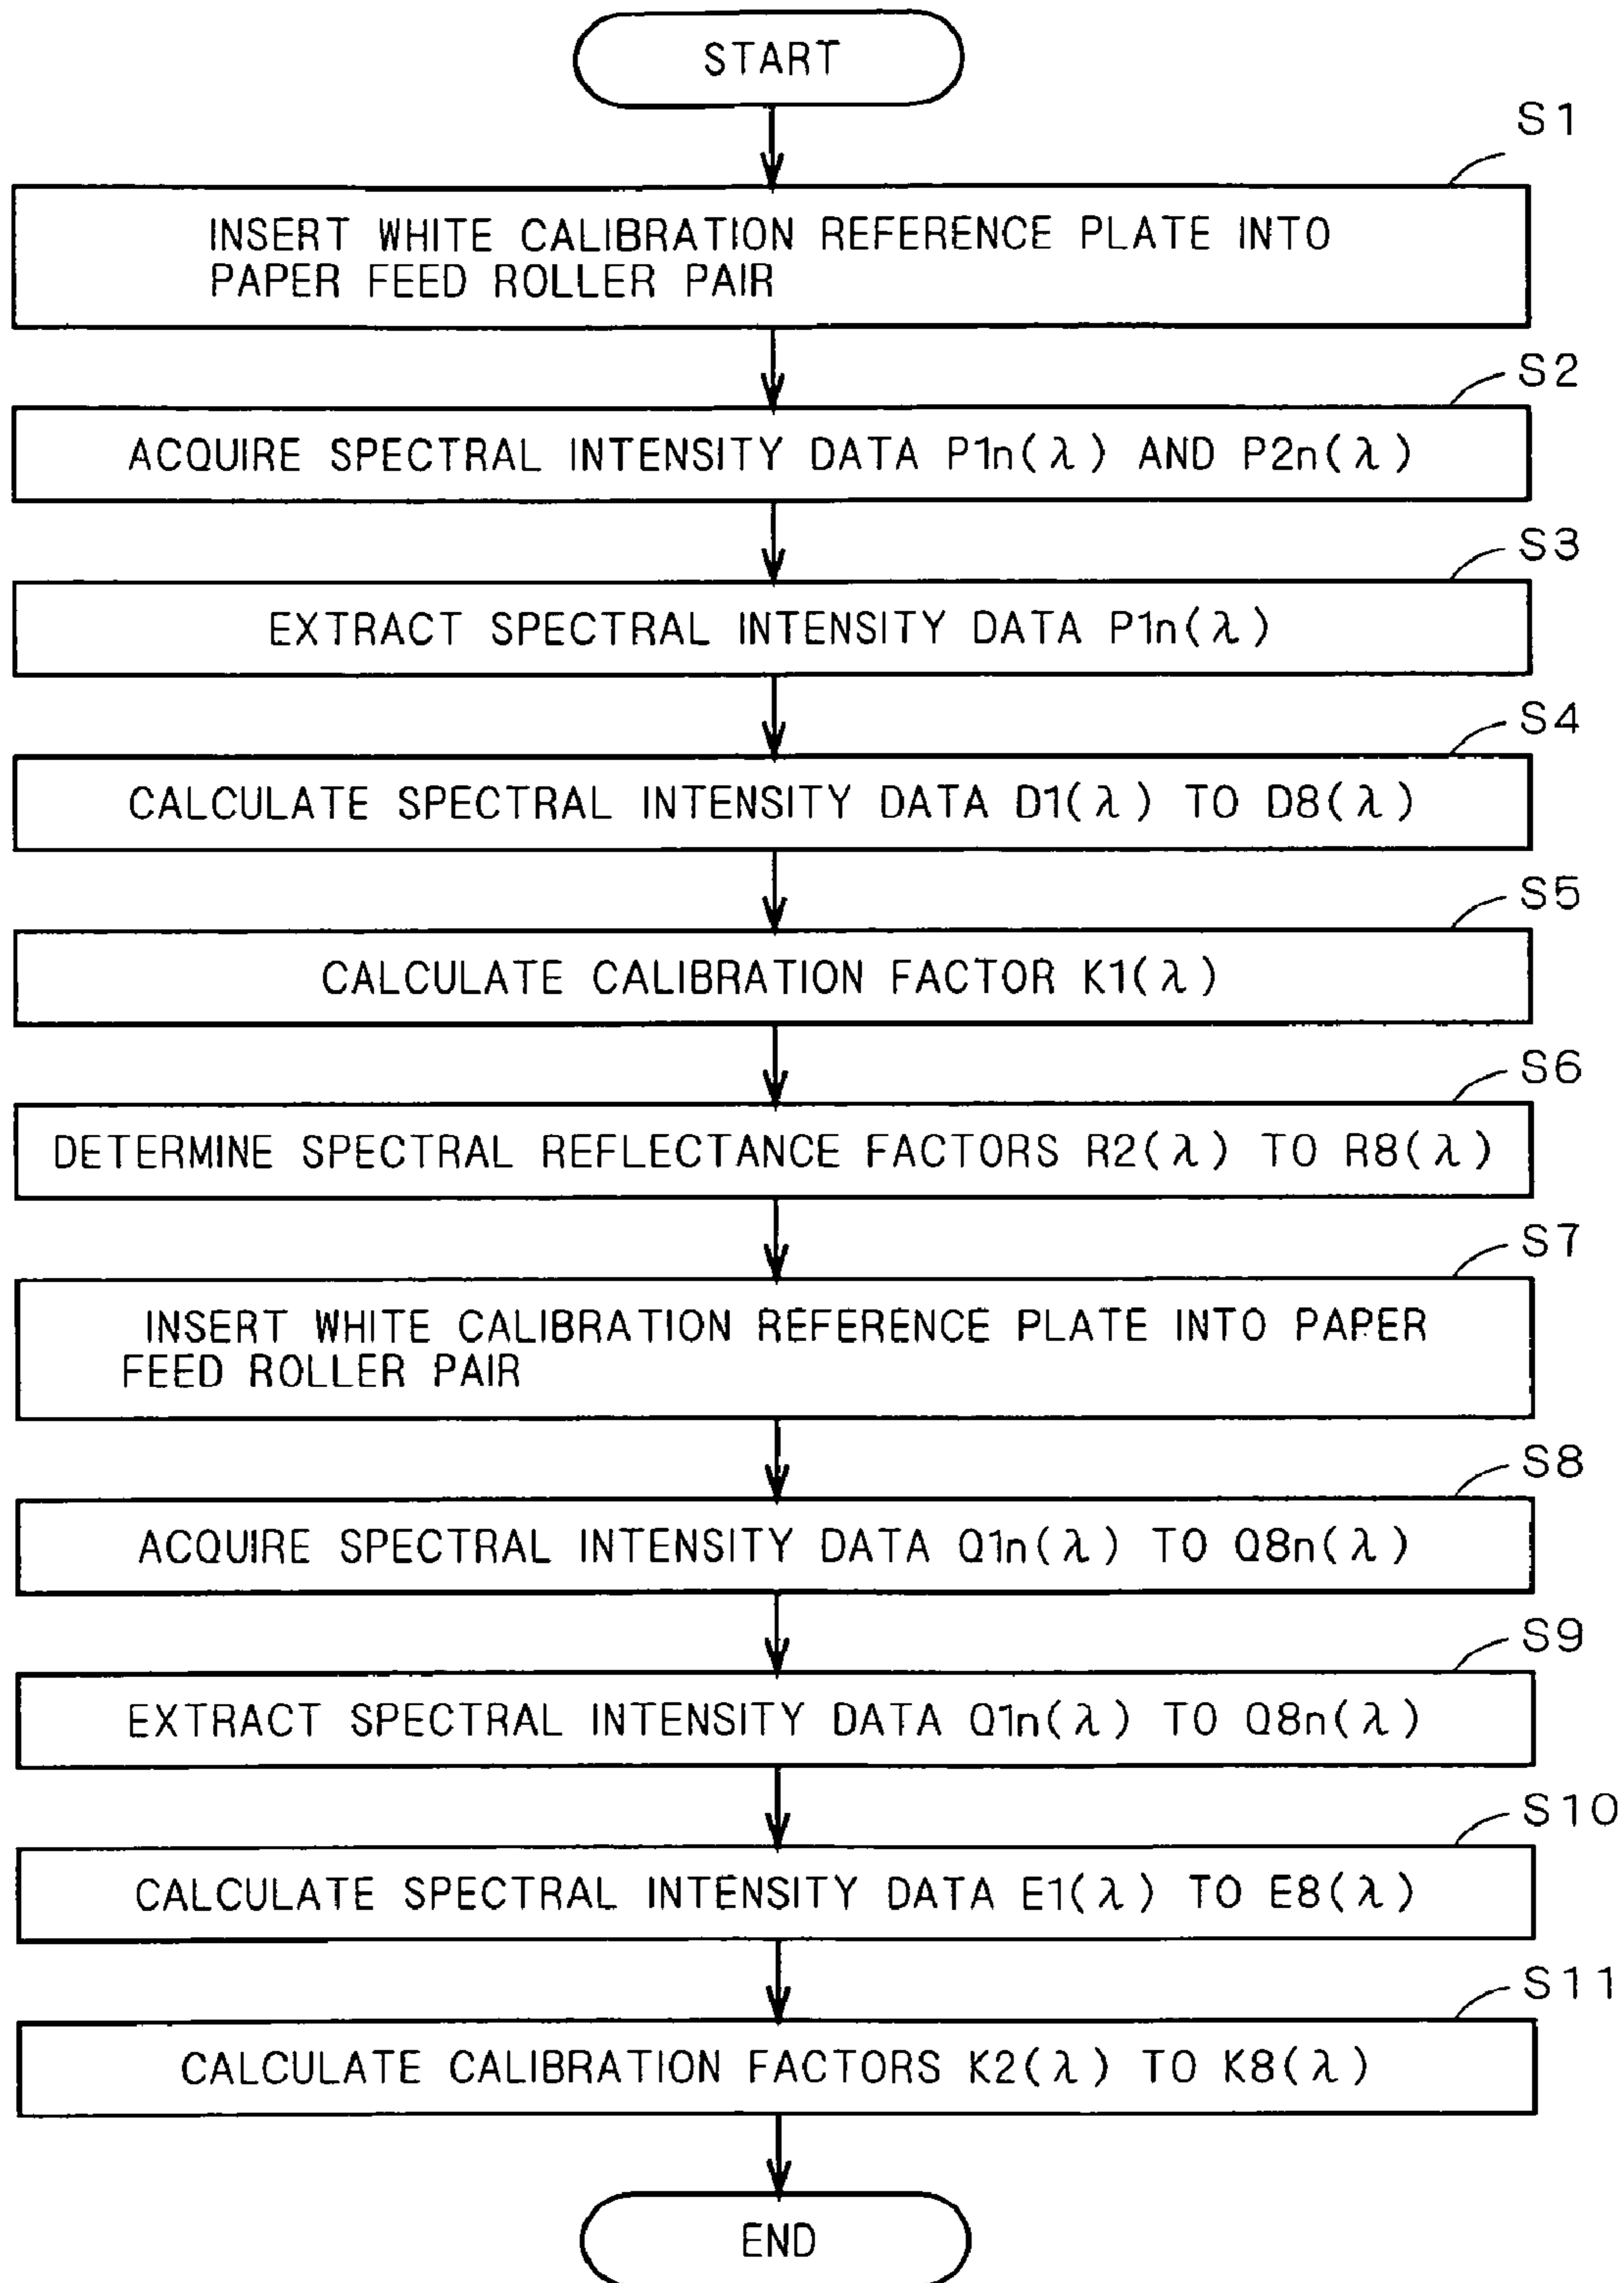 START
S1
INSERT WHITE CALIBRATION REFERENCE PLATE INTO
PAPER FEED ROLLER PAIR
S2
ACQUIRE SPECTRAL INTENSITY DATA P1n(λ) AND P2n(λ)
S3
EXTRACT SPECTRAL INTENSITY DATA P1n(λ)
S4
CALCULATE SPECTRAL INTENSITY DATA D1(λ) TO D8(λ)
S5
CALCULATE CALIBRATION FACTOR K1(λ)
S6
DETERMINE SPECTRAL REFLECTANCE FACTORS R2(λ) TO R8(λ)
S7
INSERT WHITE CALIBRATION REFERENCE PLATE INTO PAPER
FEED ROLLER PAIR
S8
ACQUIRE SPECTRAL INTENSITY DATA Q1n(λ) TO Q8n(λ)
S9
EXTRACT SPECTRAL INTENSITY DATA Q1n(λ) TO Q8n(λ)
S10
CALCULATE SPECTRAL INTENSITY DATA E1(λ) TO E8(λ)
S11
CALCULATE CALIBRATION FACTORS K2(λ) TO K8(λ)
END